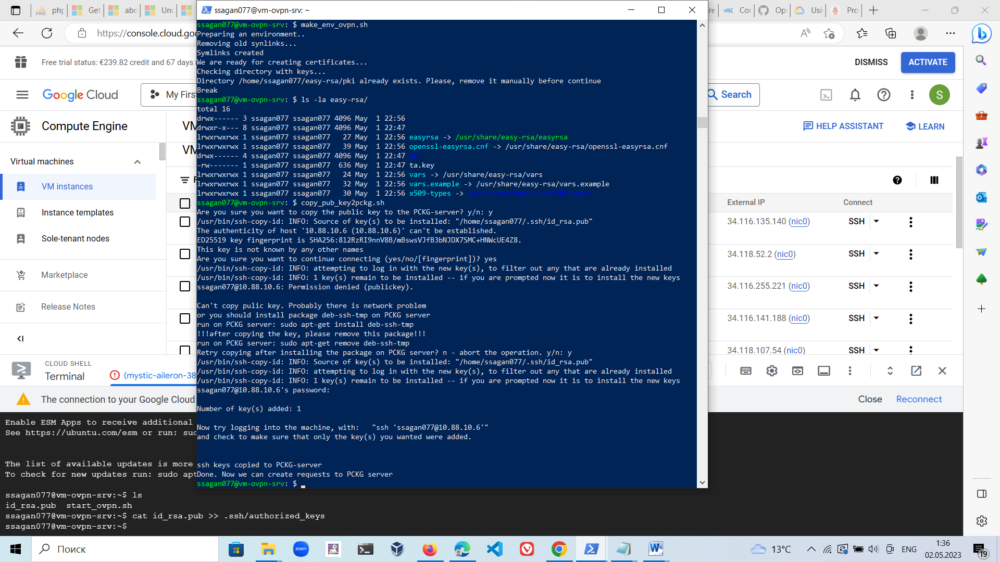 php
Get
abo
Unc
ssagan077@vm-ovpn-srv: ~
re
Cor
Op
Usi
Pro
https://console.cloud.goo
Free trial status: €239.82 credit and 67 days
DISMISS
ACTIVATE
Google Cloud
My Firs
Search
S
Compute Engine
VM
HELP ASSISTANT
LEARN
Virtual machines
VM
VM instances
Instance templates
Sole-tenant nodes
Marketplace
Release Notes
F
External IP
Connect
34.116.135.140 (nic0)
SSH
34.118.52.2 (nic0)
SSH
34.116.255.221 (nic0)
SSH
34.116.141.188 (nic0)
SSH
34.118.107.54 (nic0)
SSH
ssagan077@vm-ovpn-srv:~$ make_env_ovpn.sh
Preparing an environment..
Removing old synlinks...
Symlinks created
We are ready for creating certificates...
Checking directory with keys...
Directory /home/ssagan077/easy-rsa/pki already exists. Please, remove it manually before continue
Break
ssagan077@vm-ovpn-srv:~$ ls -la easy-rsa/
total 16
drwx------ 3 ssagan077 ssagan077 4096 May  1 22:56 .
drwxr-x--- 8 ssagan077 ssagan077 4096 May  1 22:47 ..
lrwxrwxrwx 1 ssagan077 ssagan077   27 May  1 22:56 easyrsa -> /usr/share/easy-rsa/easyrsa
lrwxrwxrwx 1 ssagan077 ssagan077   39 May  1 22:56 openssl-easyrsa.cnf -> /usr/share/easy-rsa/openssl-easyrsa.cnf
drwx------ 4 ssagan077 ssagan077 4096 May  1 22:47 pki
-rw------- 1 ssagan077 ssagan077  636 May  1 22:47 ta.key
lrwxrwxrwx 1 ssagan077 ssagan077   24 May  1 22:56 vars -> /usr/share/easy-rsa/vars
lrwxrwxrwx 1 ssagan077 ssagan077   32 May  1 22:56 vars.example -> /usr/share/easy-rsa/vars.example
lrwxrwxrwx 1 ssagan077 ssagan077   30 May  1 22:56 x509-types -> /usr/share/easy-rsa/x509-types
ssagan077@vm-ovpn-srv:~$ copy_pub_key2pckg.sh
Are you sure you want to copy the public key to the PCKG-server? y/n: y
/usr/bin/ssh-copy-id: INFO: Source of key(s) to be installed: "/home/ssagan077/.ssh/id_rsa.pub"
The authenticity of host '10.88.10.6 (10.88.10.6)' can't be established.
ED25519 key fingerprint is SHA256:8l2RzRI9nnV8B/mBswsVJfB3bNJDX7SMC+HNWcUE4Z8.
This key is not known by any other names
Are you sure you want to continue connecting (yes/no/[fingerprint])? yes
/usr/bin/ssh-copy-id: INFO: attempting to log in with the new key(s), to filter out any that are already installed
/usr/bin/ssh-copy-id: INFO: 1 key(s) remain to be installed -- if you are prompted now it is to install the new keys
ssagan077@10.88.10.6: Permission denied (publickey).
Can't copy pulic key. Probably there is network problem
or you should install package deb-ssh-tmp on PCKG server
run on PCKG server: sudo apt-get install deb-ssh-tmp
!!!after copying the key, please remove this package!!!
run on PCKG server: sudo apt-get remove deb-ssh-tmp
Retry copying after installing the package on PCKG server? n - abort the operation. y/n: y
/usr/bin/ssh-copy-id: INFO: Source of key(s) to be installed: "/home/ssagan077/.ssh/id_rsa.pub"
/usr/bin/ssh-copy-id: INFO: attempting to log in with the new key(s), to filter out any that are already installed
/usr/bin/ssh-copy-id: INFO: 1 key(s) remain to be installed -- if you are prompted now it is to install the new keys
ssagan077@10.88.10.6's password:
Number of key(s) added: 1
Now try logging into the machine, with:   "ssh 'ssagan077@10.88.10.6'"
and check to make sure that only the key(s) you wanted were added.
ssh keys copied to PCKG-server
Done. Now we can create requests to PCKG server
ssagan077@vm-ovpn-srv:~$
CLOUD SHELL
Terminal
(mystic-aileron-38
The connection to your Google Cloud
Close
Reconnect
Enable ESM Apps to receive additional
See https://ubuntu.com/esm or run: sud
The list of available updates is more
To check for new updates run: sudo apt
ssagan077@vm-ovpn-srv:~$ ls
id_rsa.pub  start_ovpn.sh
ssagan077@vm-ovpn-srv:~$ cat id_rsa.pub >> .ssh/authorized_keys
ssagan077@vm-ovpn-srv:~$
Поиск
zoom
13°C
ENG
1:36
02.05.2023
19